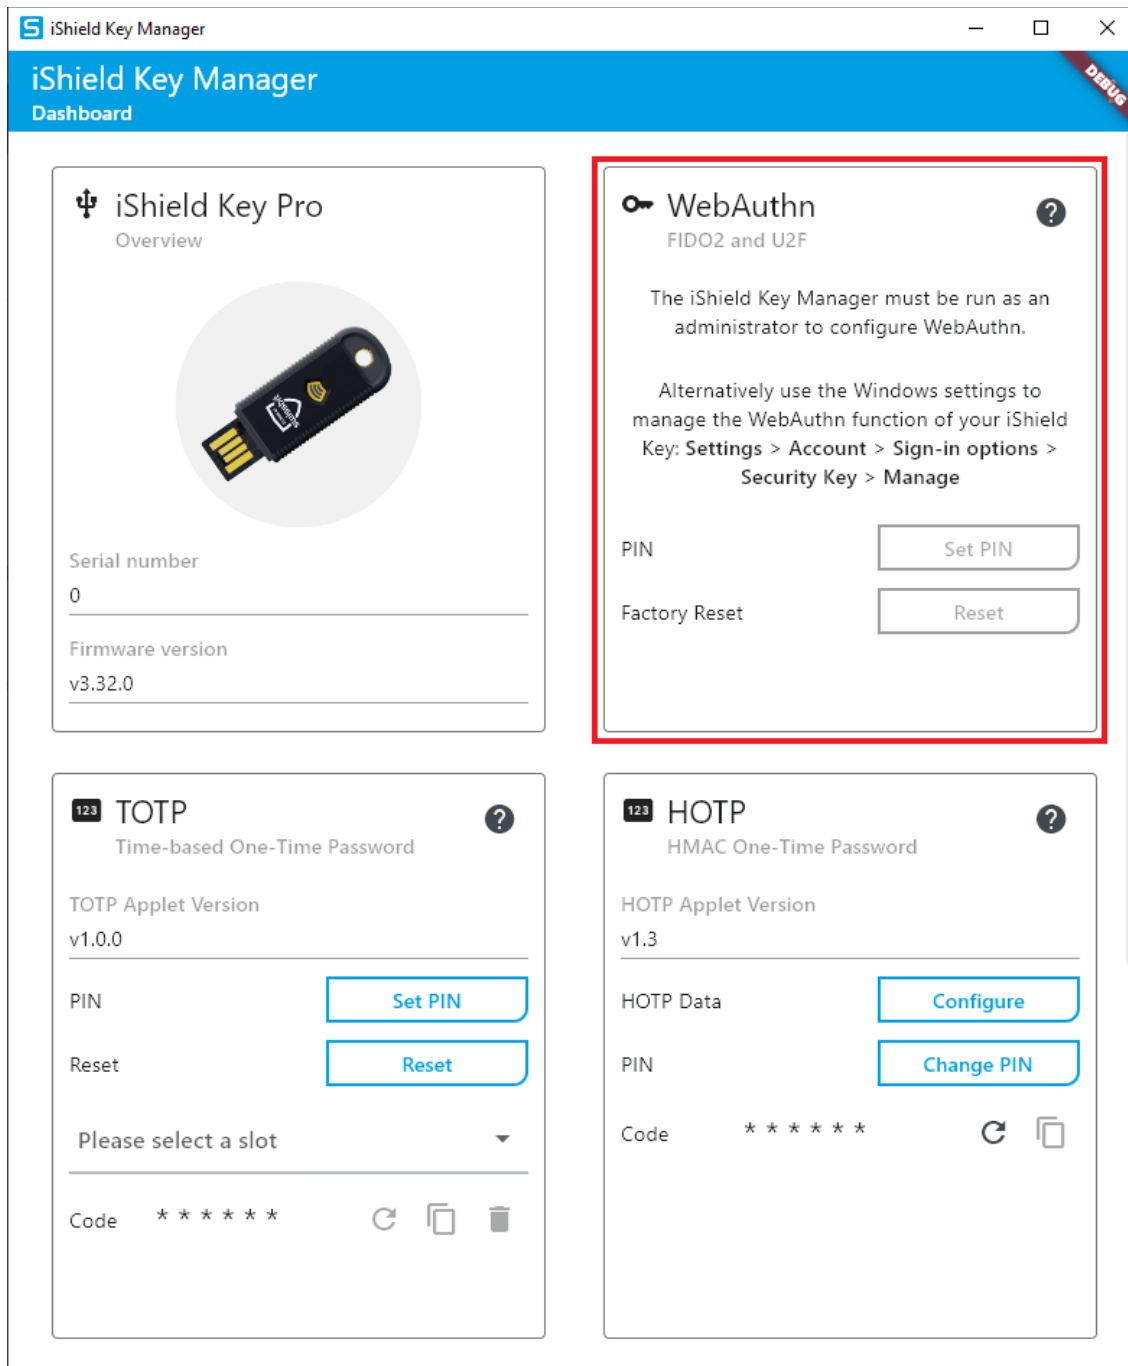 iShield Key Manager
iShield Key Manager
Dashboard
DEBUG
iShield Key Pro
Overview
swissbit
Serial number
0
Firmware version
v3.32.0
WebAuthn
FIDO2 and U2F
The iShield Key Manager must be run as an
administrator to configure WebAuthn.
Alternatively use the Windows settings to
manage the WebAuthn function of your iShield
Key: Settings > Account > Sign-in options >
Security Key > Manage
PIN
Set PIN
Factory Reset
Reset
123
TOTP
Time-based One-Time Password
TOTP Applet Version
v1.0.0
PIN
Set PIN
Reset
Reset
Please select a slot
Code * * * * * *
123
HOTP
HMAC One-Time Password
HOTP Applet Version
v1.3
HOTP Data
Configure
PIN
Change PIN
Code * * * * * *